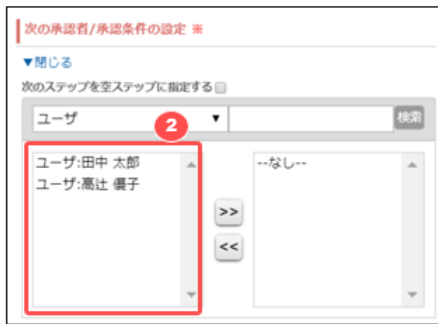 次の承認者/承認条件の設定 ※
▼閉じる
次のステップを空ステップに指定する
ユーザ ▼ 検索
2
ユーザ:田中 太郎
ユーザ:高辻 優子
>>
<<
--なし--